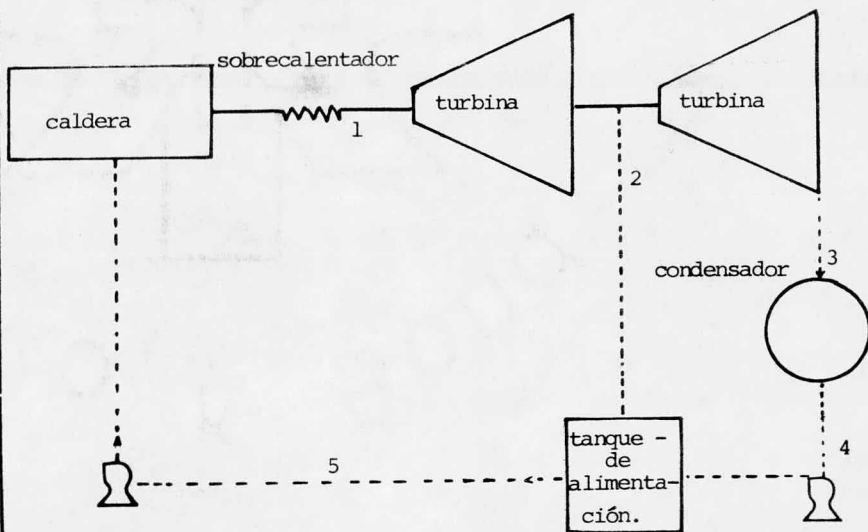 sobrecalentador
caldera
1
turbina
turbina
2
3
condensador
4
tanque -
de
alimenta-
ción.
5